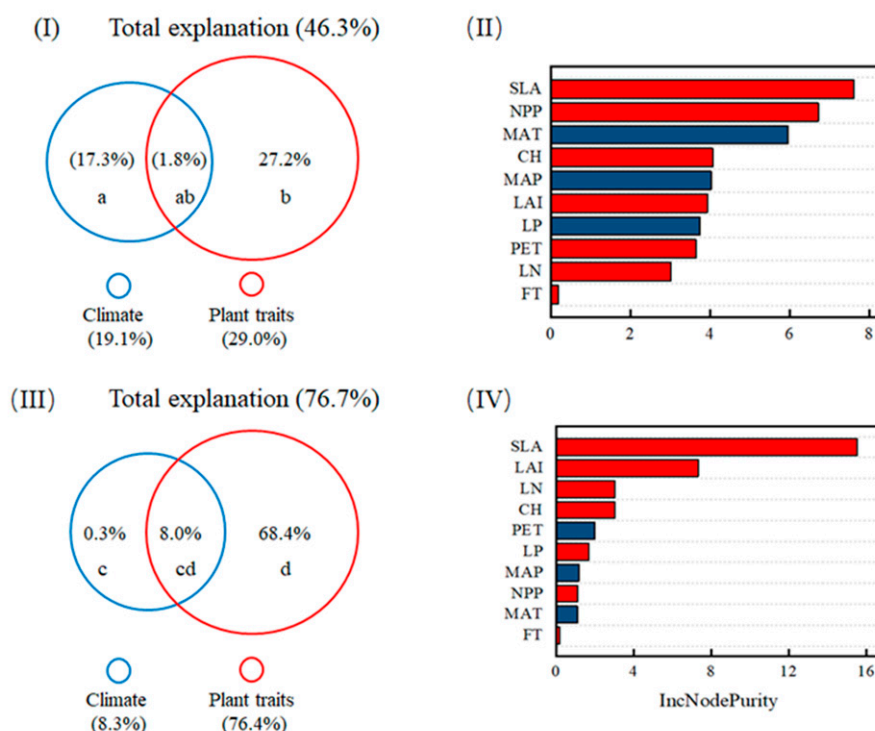 (I) Total explanation (46.3%)
(17.3%) (1.8%) 27.2%
a ab b
Climate Plant traits
(19.1%) (29.0%)
(II)
SLA
NPP
MAT
CH
MAP
LAI
LP
PET
LN
FT
0 2 4 6 8
(III) Total explanation (76.7%)
0.3% 8.0% 68.4%
c cd d
Climate Plant traits
(8.3%) (76.4%)
(IV)
SLA
LAI
LN
CH
PET
LP
MAP
NPP
MAT
FT
0 4 8 12 16
IncNodePurity